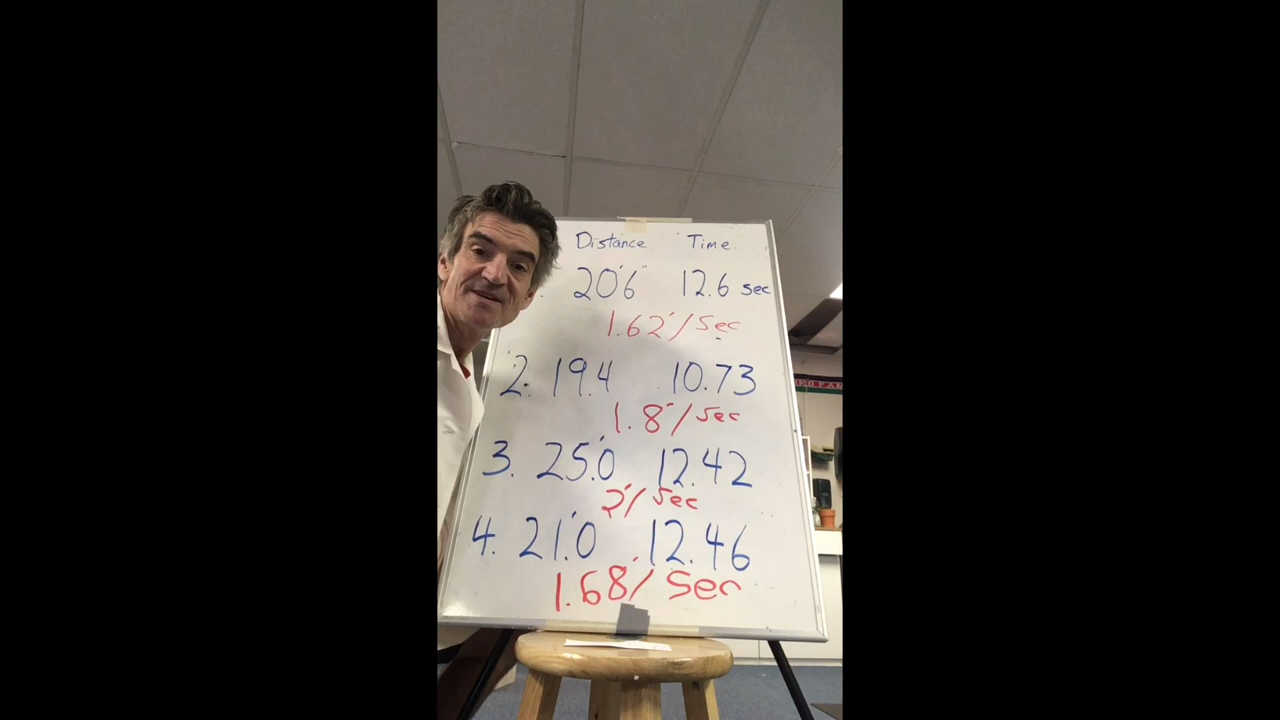 Distance Time
20'6" 12.6 sec
1.62'/sec
2. 19.4 10.73
1.8'/sec
3. 25.0' 12.42
2'/sec
4. 21.0 12.46
1.68'/sec